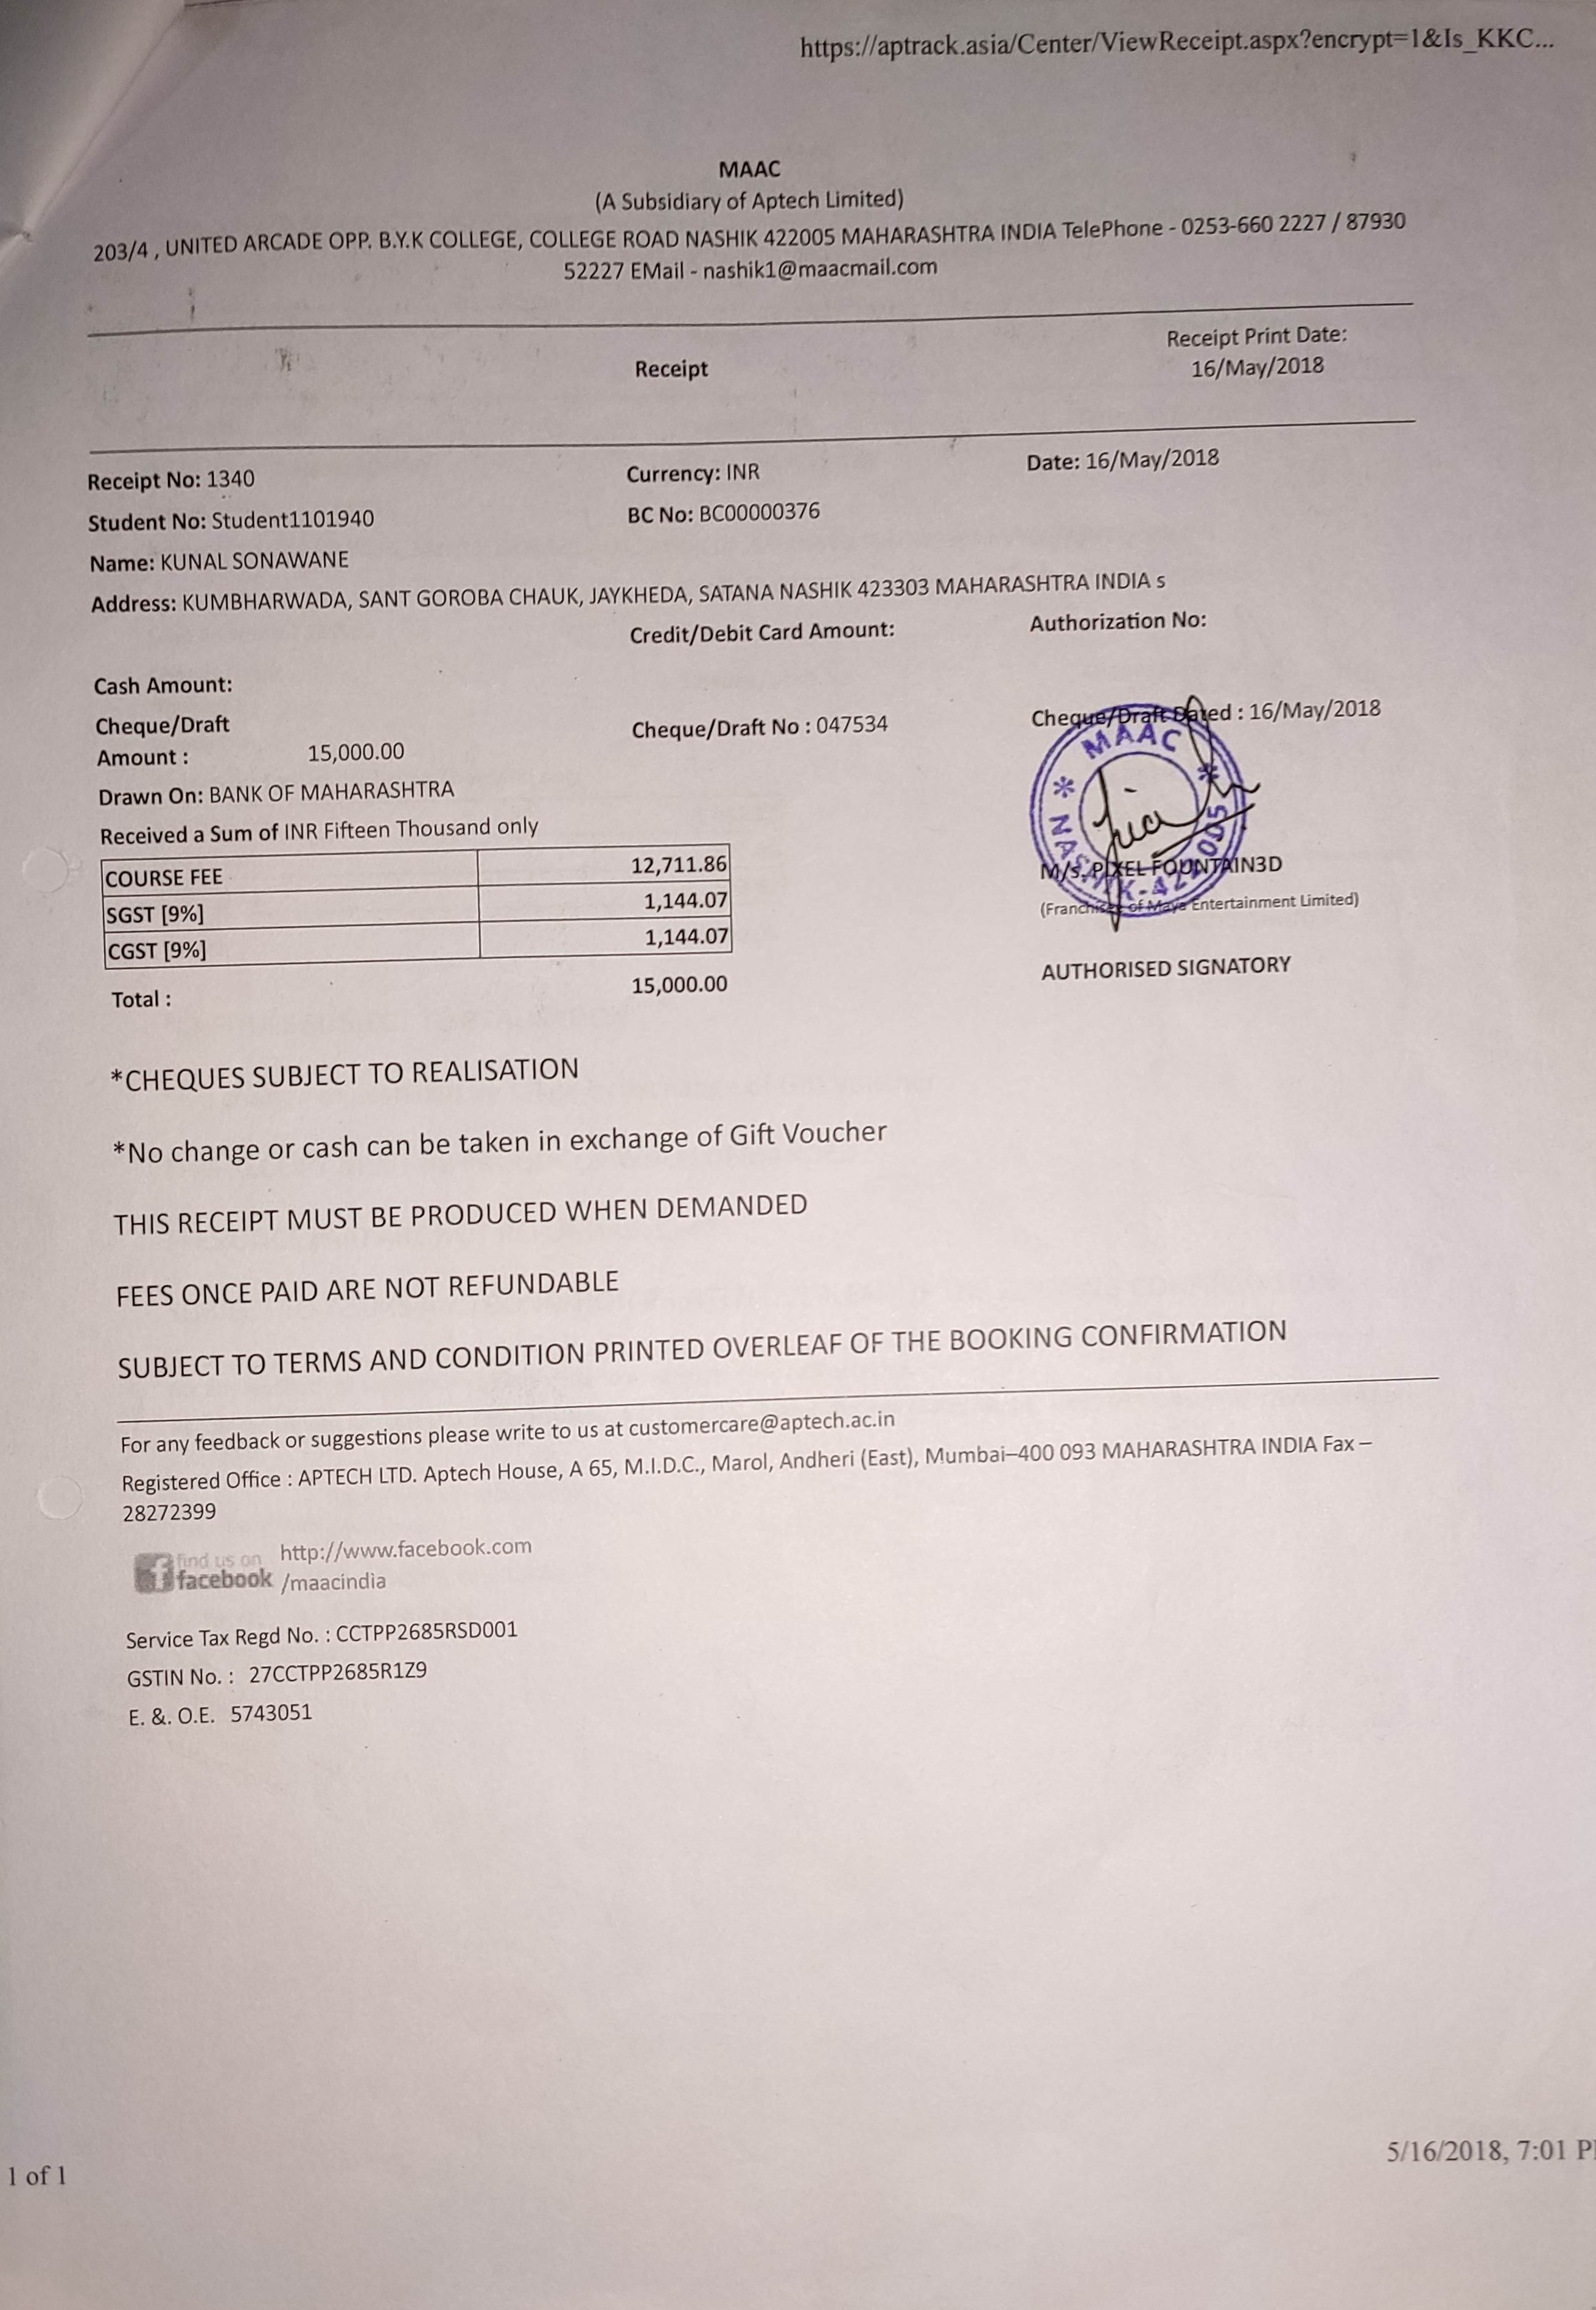 https://aptrack.asia/Center/ViewReceipt.aspx?encrypt=1&Is_KKC...
MAAC
(A Subsidiary of Aptech Limited)
203/4 , UNITED ARCADE OPP. B.Y.K COLLEGE, COLLEGE ROAD NASHIK 422005 MAHARASHTRA INDIA TelePhone - 0253-660 2227 / 87930
52227 EMail - nashik1@maacmail.com
Receipt
Receipt Print Date:
16/May/2018
Receipt No: 1340 Currency: INR Date: 16/May/2018
Student No: Student1101940 BC No: BC00000376
Name: KUNAL SONAWANE
Address: KUMBHARWADA, SANT GOROBA CHAUK, JAYKHEDA, SATANA NASHIK 423303 MAHARASHTRA INDIA s
Credit/Debit Card Amount: Authorization No:
Cash Amount:
Cheque/Draft
Amount : 15,000.00 Cheque/Draft No : 047534 Cheque/Draft Dated : 16/May/2018
Drawn On: BANK OF MAHARASHTRA
Received a Sum of INR Fifteen Thousand only
COURSE FEE 12,711.86
SGST [9%] 1,144.07
CGST [9%] 1,144.07
Total : 15,000.00
* MAAC * NASHIK-422005
M/s. PIXEL FOUNTAIN3D
(Franchisee of Maya Entertainment Limited)
AUTHORISED SIGNATORY
*CHEQUES SUBJECT TO REALISATION
*No change or cash can be taken in exchange of Gift Voucher
THIS RECEIPT MUST BE PRODUCED WHEN DEMANDED
FEES ONCE PAID ARE NOT REFUNDABLE
SUBJECT TO TERMS AND CONDITION PRINTED OVERLEAF OF THE BOOKING CONFIRMATION
For any feedback or suggestions please write to us at customercare@aptech.ac.in
Registered Office : APTECH LTD. Aptech House, A 65, M.I.D.C., Marol, Andheri (East), Mumbai–400 093 MAHARASHTRA INDIA Fax –
28272399
find us on
facebook
http://www.facebook.com
/maacindia
Service Tax Regd No. : CCTPP2685RSD001
GSTIN No. : 27CCTPP2685R1Z9
E. &. O.E. 5743051
1 of 1
5/16/2018, 7:01 P